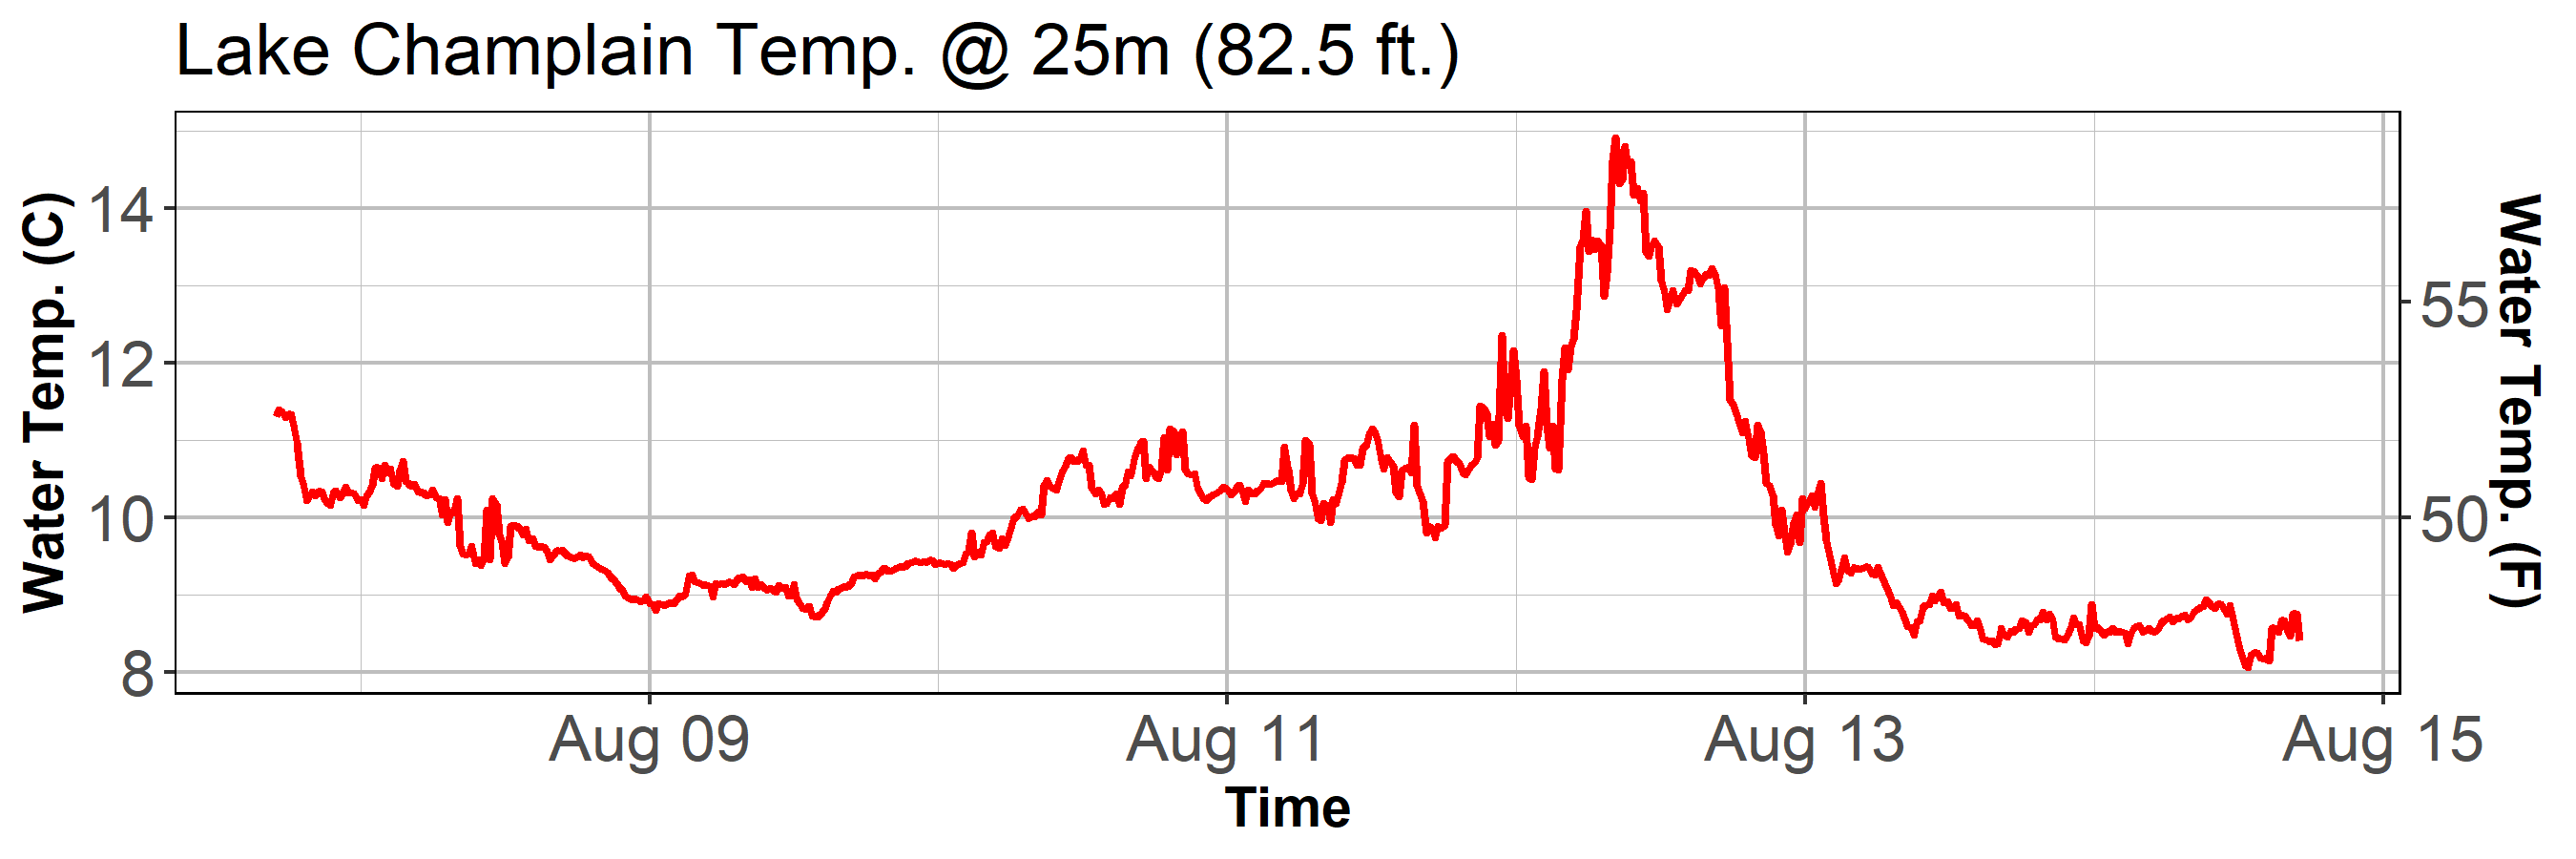 Lake Champlain Temp. @ 25m (82.5 ft.)
Water Temp. (C)
14
12
10
8
55
50
Water Temp. (F)
Aug 09
Aug 11
Aug 13
Aug 15
Time